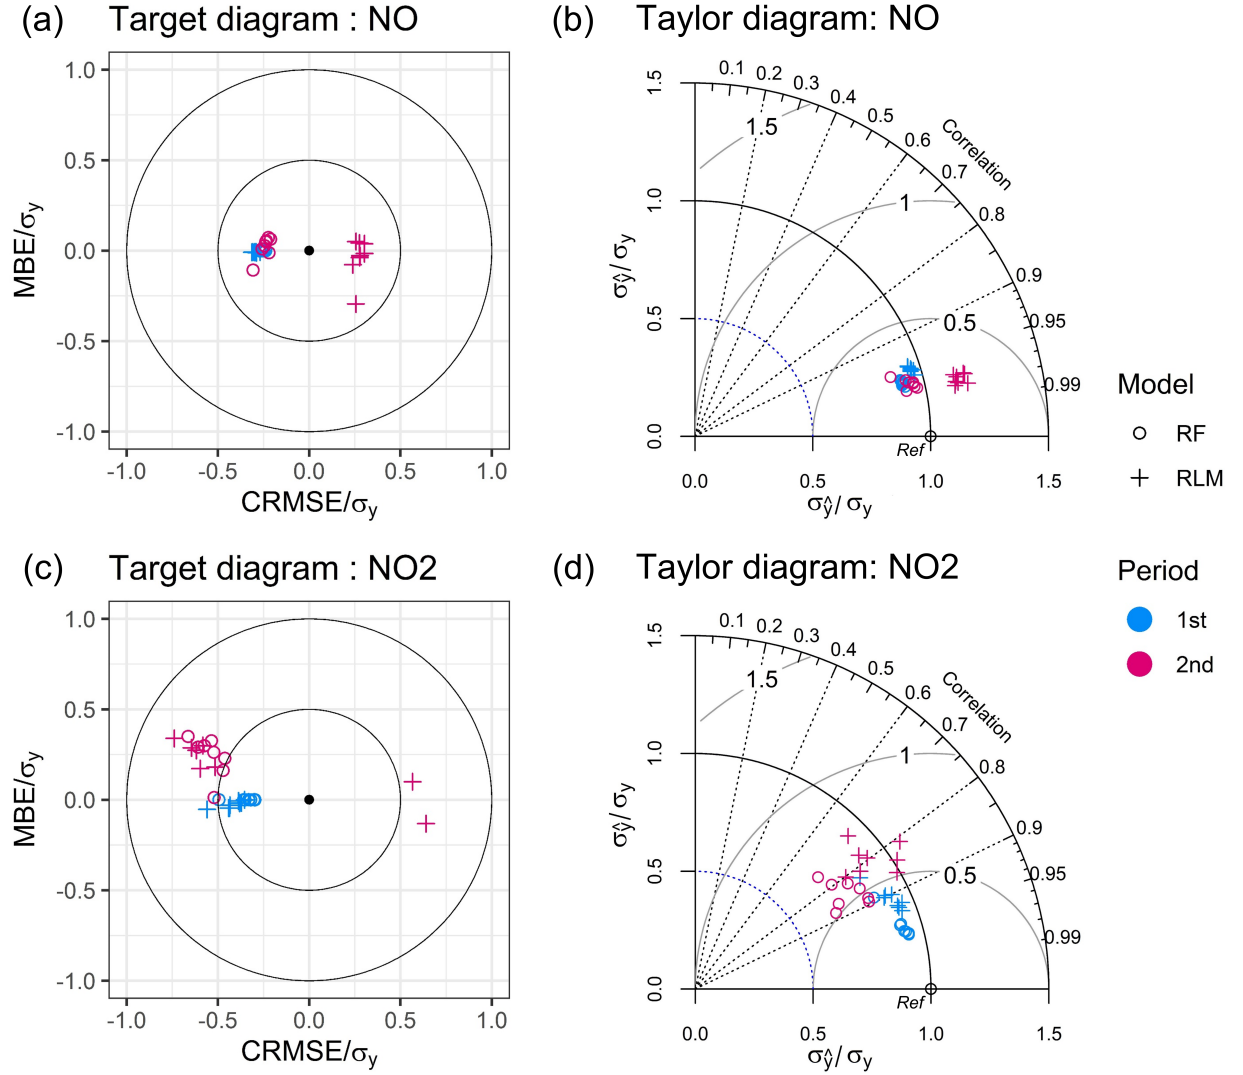 (a) Target diagram : NO
1.0
0.5
0.0
-0.5
-1.0
MBE/σy
-1.0 -0.5 0.0 0.5 1.0
CRMSE/σy
(b) Taylor diagram: NO
0.1 0.2 0.3 0.4 0.5 0.6 0.7 0.8 0.9 0.95 0.99
Correlation
1.5
1
0.5
1.5
1.0
0.5
0.0
σŷ/σy
Ref
0.0 0.5 1.0 1.5
σŷ/σy
Model
RF
RLM
(c) Target diagram : NO2
1.0
0.5
0.0
-0.5
-1.0
MBE/σy
-1.0 -0.5 0.0 0.5 1.0
CRMSE/σy
(d) Taylor diagram: NO2
0.1 0.2 0.3 0.4 0.5 0.6 0.7 0.8 0.9 0.95 0.99
Correlation
1.5
1
0.5
1.5
1.0
0.5
0.0
σŷ/σy
Ref
0.0 0.5 1.0 1.5
σŷ/σy
Period
1st
2nd